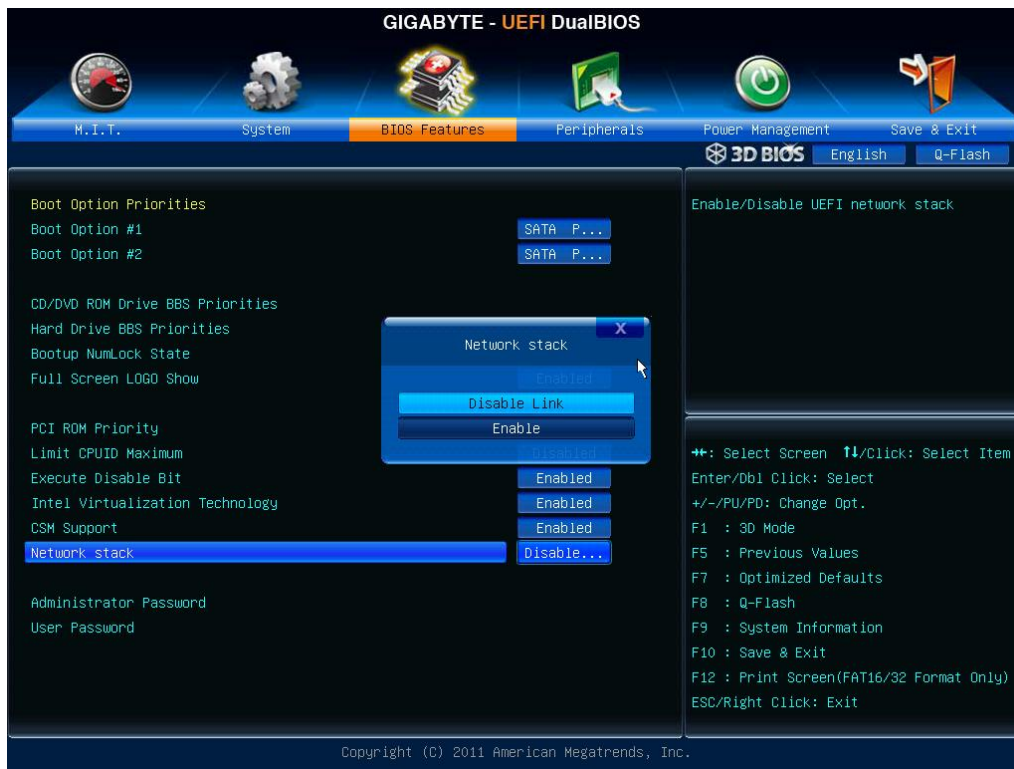 GIGABYTE - UEFI DualBIOS
M.I.T. System BIOS Features Peripherals Power Management Save & Exit
3D BIOS English Q-Flash
Boot Option Priorities
Boot Option #1 SATA P...
Boot Option #2 SATA P...
CD/DVD ROM Drive BBS Priorities
Hard Drive BBS Priorities
Bootup NumLock State
Full Screen LOGO Show Enabled
PCI ROM Priority
Limit CPUID Maximum Disabled
Execute Disable Bit Enabled
Intel Virtualization Technology Enabled
CSM Support Enabled
Network stack Disable...
Administrator Password
User Password
X
Network stack
Disable Link
Enable
Enable/Disable UEFI network stack
→←: Select Screen ↑↓/Click: Select Item
Enter/Dbl Click: Select
+/-/PU/PD: Change Opt.
F1 : 3D Mode
F5 : Previous Values
F7 : Optimized Defaults
F8 : Q-Flash
F9 : System Information
F10 : Save & Exit
F12 : Print Screen(FAT16/32 Format Only)
ESC/Right Click: Exit
Copyright (C) 2011 American Megatrends, Inc.